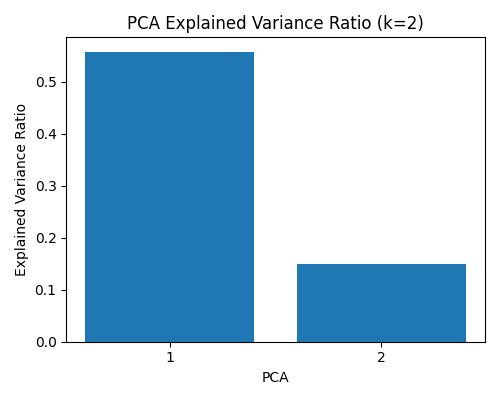 PCA Explained Variance Ratio (k=2)
Explained Variance Ratio
0.5
0.4
0.3
0.2
0.1
0.0
1 2
PCA